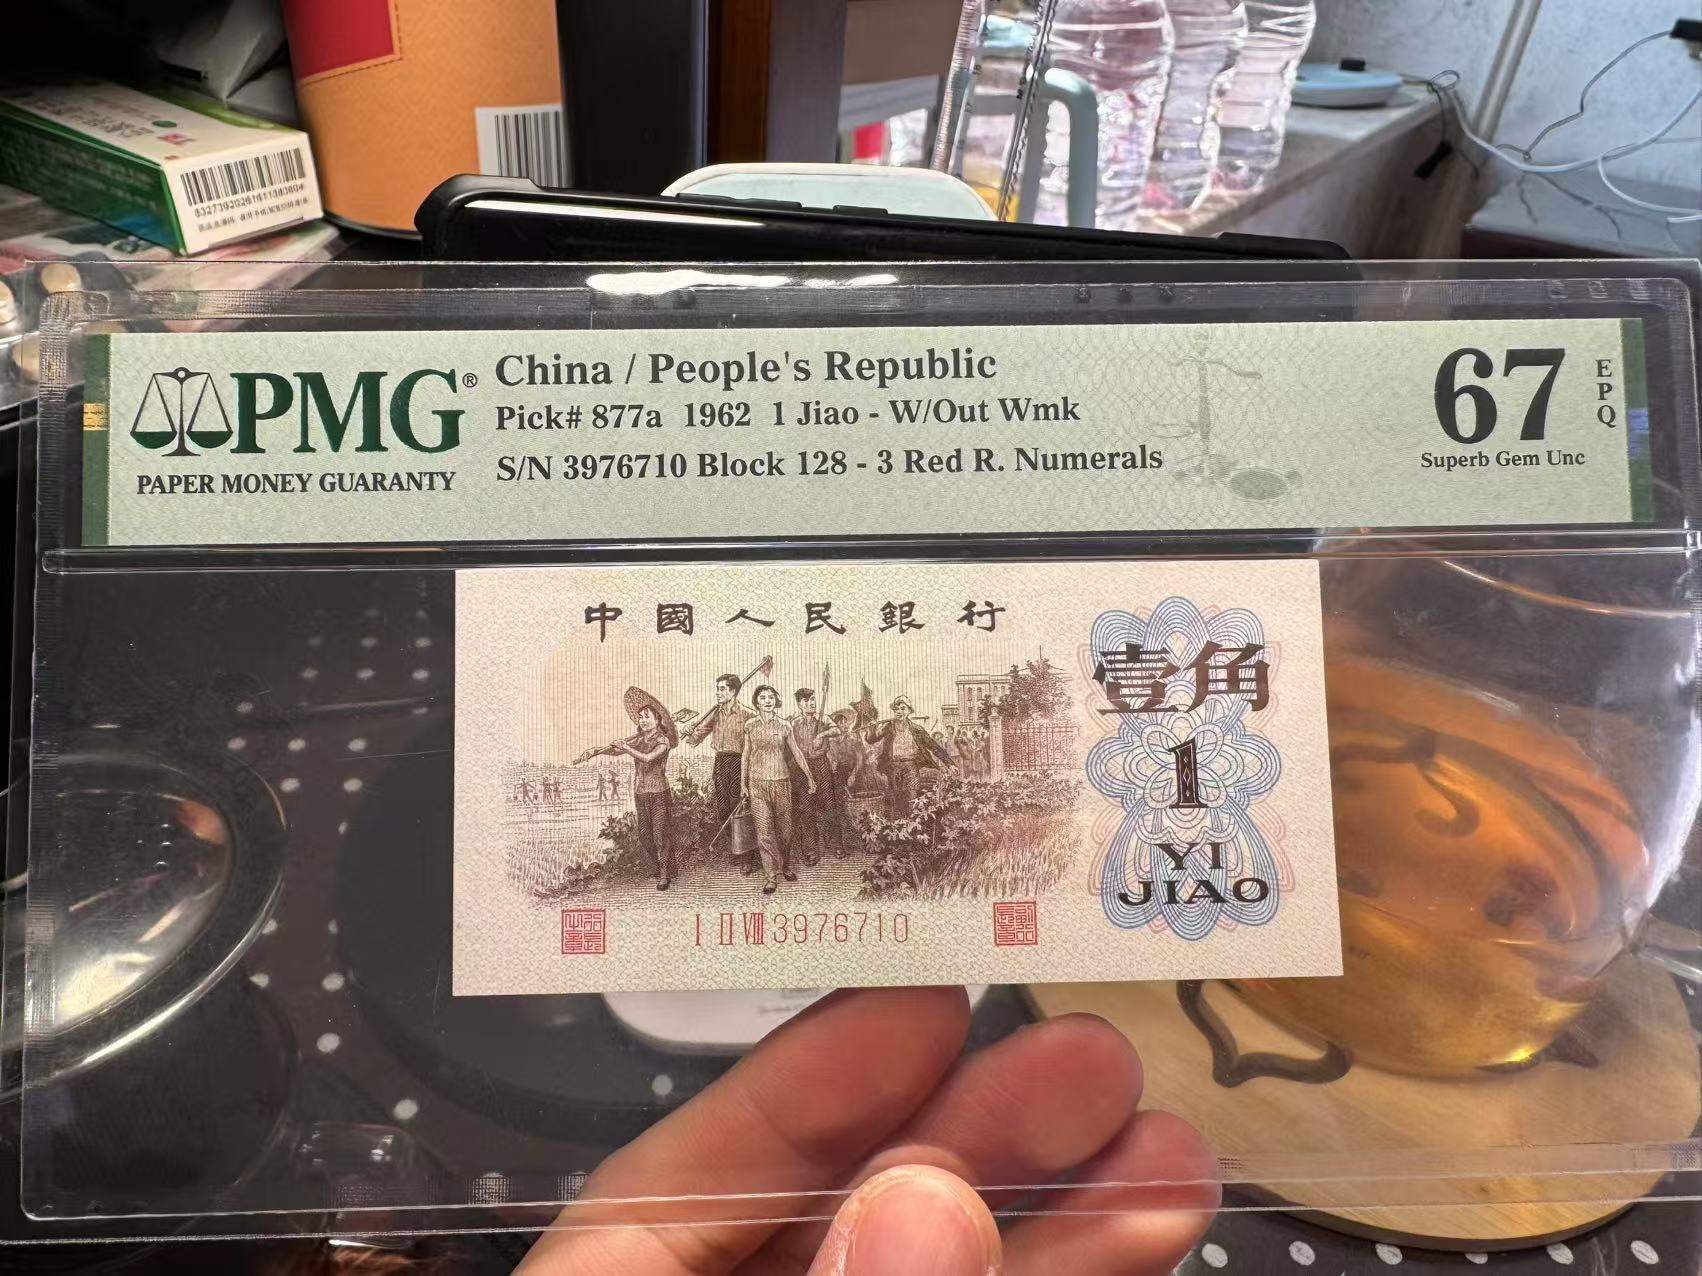 PMG®
PAPER MONEY GUARANTY
China / People's Republic
Pick# 877a 1962 1 Jiao - W/Out Wmk
S/N 3976710 Block 128 - 3 Red R. Numerals
67
EPQ
Superb Gem Unc
中國人民銀行
壹角
1
YI
JIAO
I II VIII 3976710